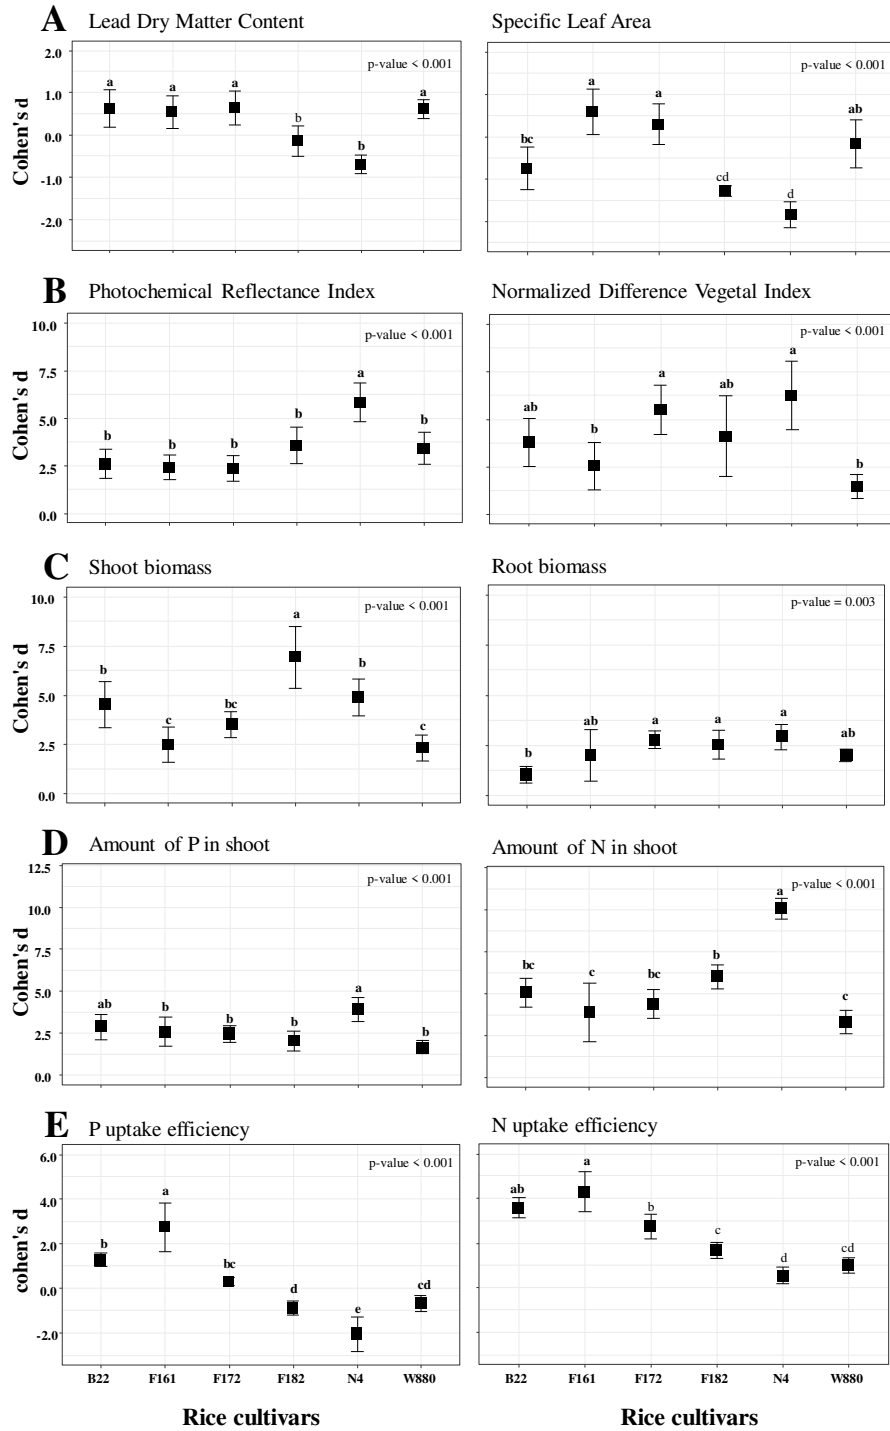 A Lead Dry Matter Content Specific Leaf Area
2.0
p-value < 0.001 p-value < 0.001
a a a a
a a ab
1.0
b b
bc cd d
0.0
-1.0
-2.0
Cohen's d
B Photochemical Reflectance Index Normalized Difference Vegetal Index
10.0
p-value < 0.001 p-value < 0.001
b b b b a b
ab b a ab a b
7.5
5.0
2.5
0.0
Cohen's d
C Shoot biomass Root biomass
10.0
p-value < 0.001 p-value = 0.003
b c bc a b c
b ab a a a ab
7.5
5.0
2.5
0.0
Cohen's d
D Amount of P in shoot Amount of N in shoot
12.5
p-value < 0.001 p-value < 0.001
ab b b b a b
bc c bc b a c
10.0
7.5
5.0
2.5
0.0
Cohen's d
E P uptake efficiency N uptake efficiency
6.0
p-value < 0.001 p-value < 0.001
b a bc d e cd
ab a b c d cd
4.0
2.0
0.0
-2.0
cohen's d
B22 F161 F172 F182 N4 W880 B22 F161 F172 F182 N4 W880
Rice cultivars Rice cultivars